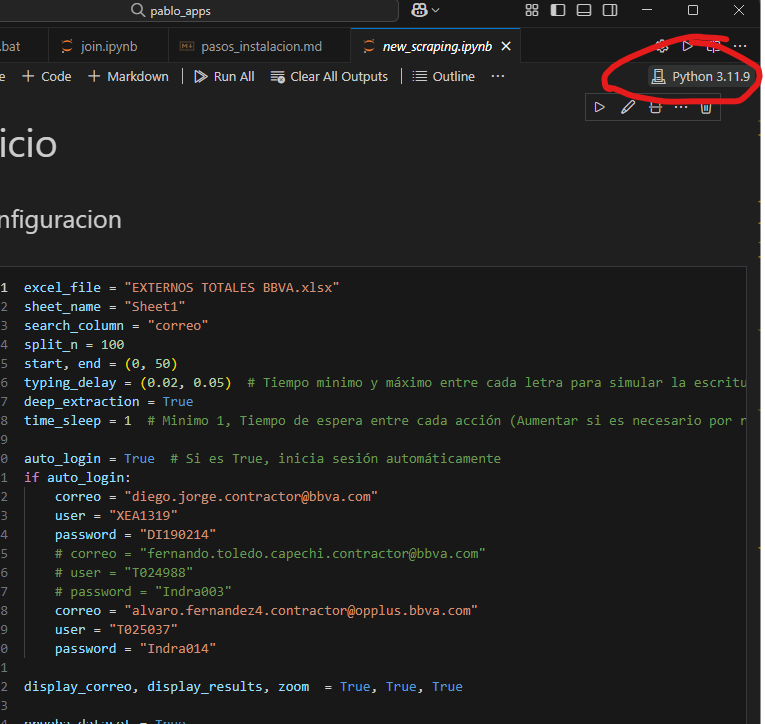 pablo_apps
.bat join.ipynb pasos_instalacion.md new_scraping.ipynb
e + Code + Markdown Run All Clear All Outputs Outline ... Python 3.11.9
icio
nfiguracion
1 excel_file = "EXTERNOS TOTALES BBVA.xlsx"
2 sheet_name = "Sheet1"
3 search_column = "correo"
4 split_n = 100
5 start, end = (0, 50)
6 typing_delay = (0.02, 0.05)  # Tiempo minimo y máximo entre cada letra para simular la escritu
7 deep_extraction = True
8 time_sleep = 1  # Minimo 1, Tiempo de espera entre cada acción (Aumentar si es necesario por r
9
0 auto_login = True  # Si es True, inicia sesión automáticamente
1 if auto_login:
2     correo = "diego.jorge.contractor@bbva.com"
3     user = "XEA1319"
4     password = "DI190214"
5     # correo = "fernando.toledo.capechi.contractor@bbva.com"
6     # user = "T024988"
7     # password = "Indra003"
8     correo = "alvaro.fernandez4.contractor@opplus.bbva.com"
9     user = "T025037"
0     password = "Indra014"
1
2 display_correo, display_results, zoom  = True, True, True
3